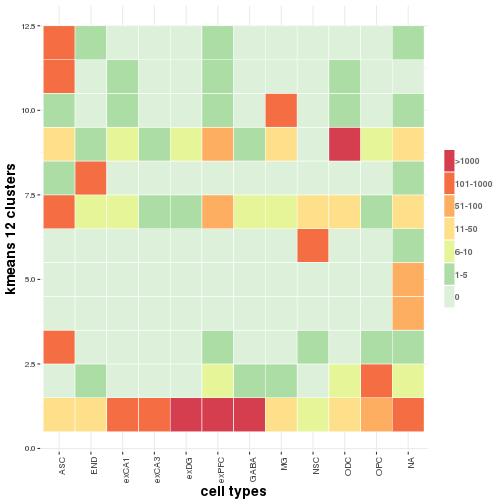 12.5
10.0
7.5
5.0
2.5
0.0
kmeans 12 clusters
ASC
END
exCA1
exCA3
exDG
exPFC
GABA
MG
NSC
ODC
OPC
NA
cell types
>1000
101-1000
51-100
11-50
6-10
1-5
0